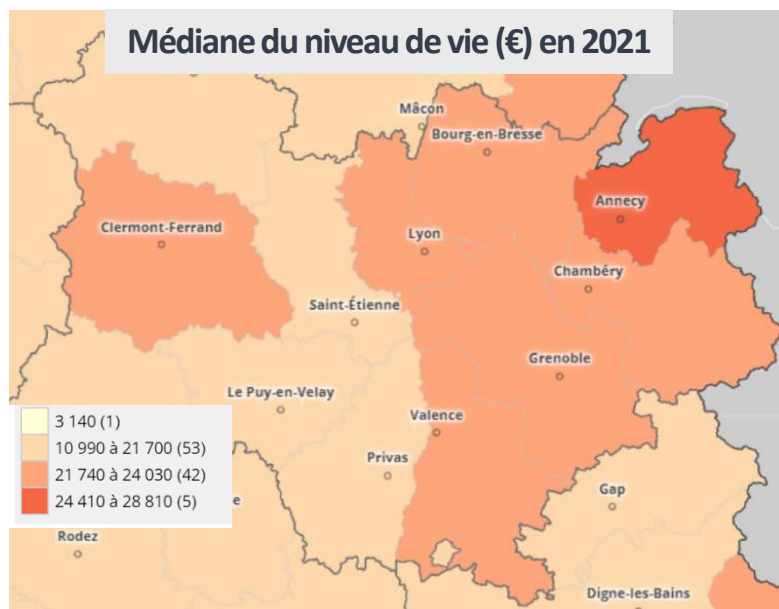 Médiane du niveau de vie (€) en 2021
Mâcon
Bourg-en-Bresse
Annecy
Clermont-Ferrand
Lyon
Chambéry
Saint-Étienne
Grenoble
Le Puy-en-Velay
Valence
3 140 (1)
10 990 à 21 700 (53)
21 740 à 24 030 (42)
24 410 à 28 810 (5)
Privas
Gap
Rodez
Digne-les-Bains